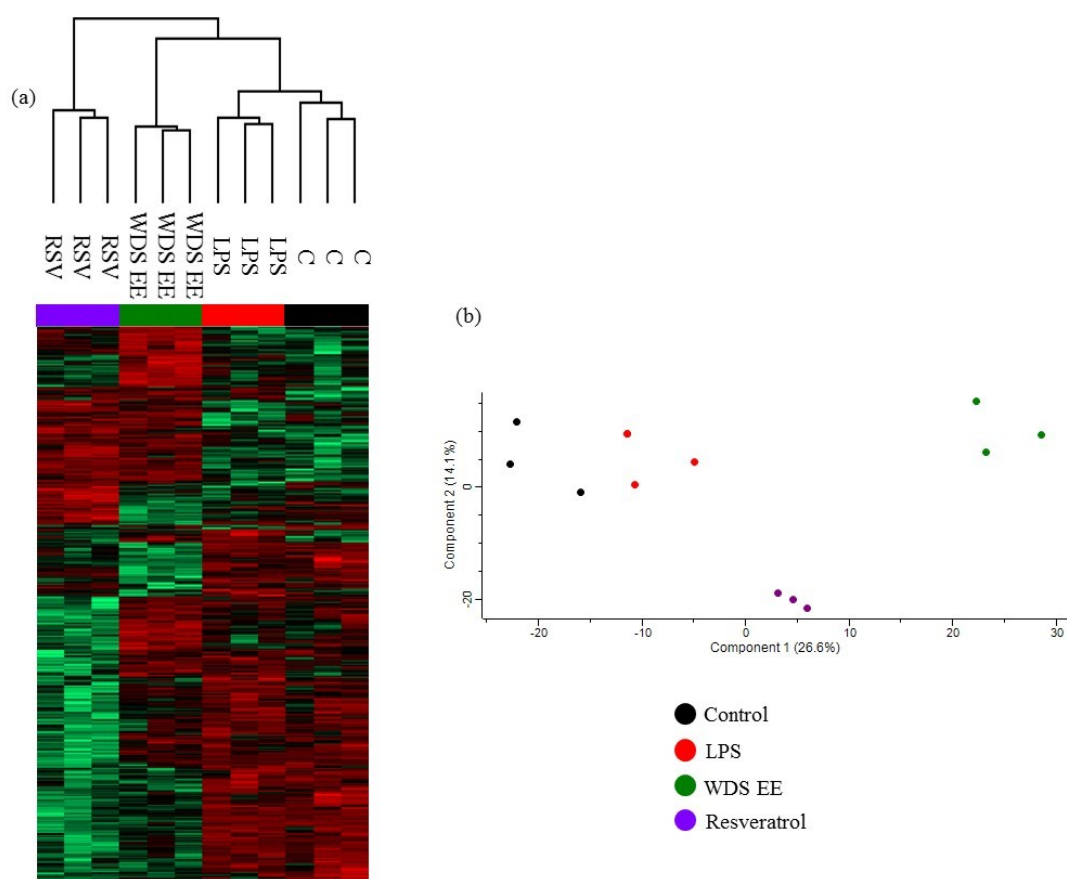 (a)
RSV
RSV
RSV
WDS EE
WDS EE
WDS EE
LPS
LPS
LPS
C
C
C
(b)
Component 2 (14.1%)
0
-20
-20
-10
0
10
20
30
Component 1 (26.6%)
Control
LPS
WDS EE
Resveratrol